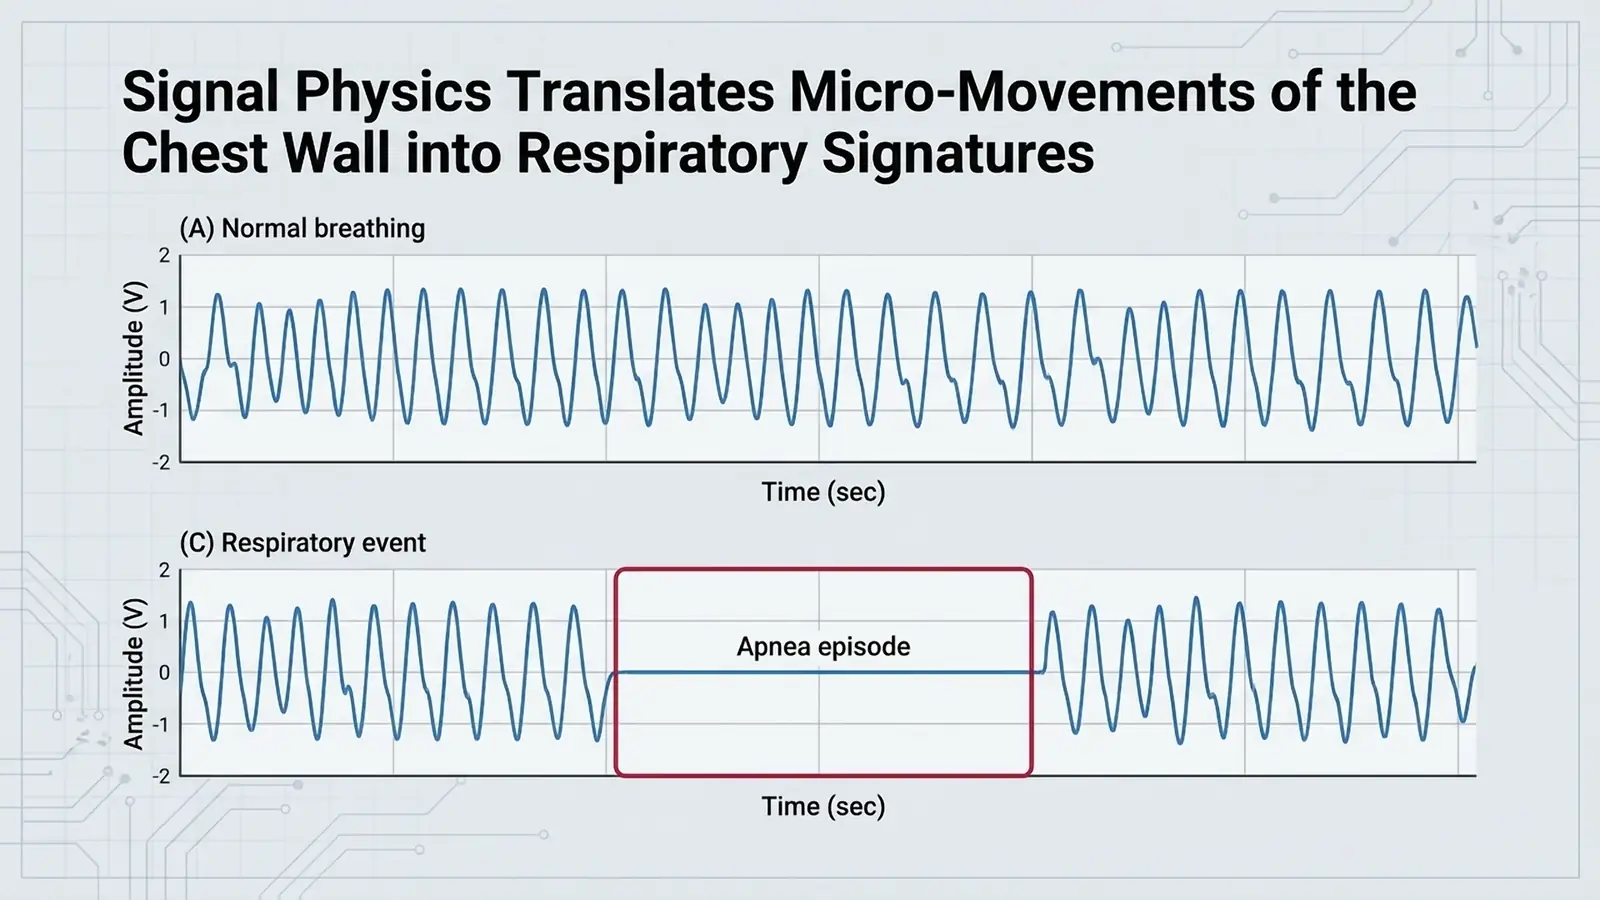 Signal Physics Translates Micro-Movements of the
Chest Wall into Respiratory Signatures
(A) Normal breathing
2
1
0
-1
-2
Amplitude (V)
Time (sec)
(C) Respiratory event
2
1
0
-1
-2
Amplitude (V)
Apnea episode
Time (sec)